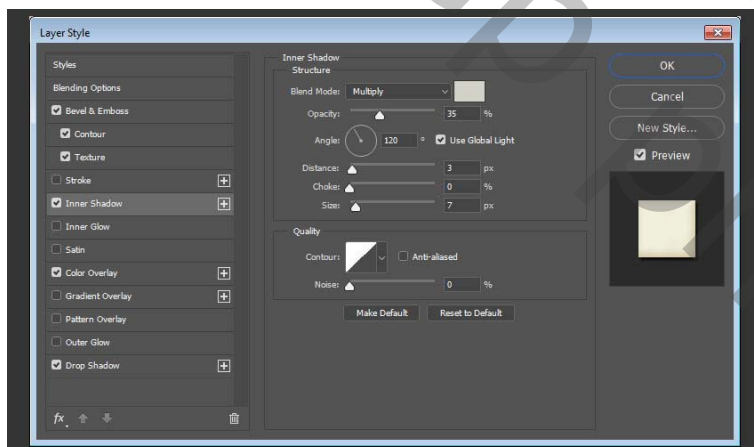 Layer Style
Styles
Blending Options
Bevel & Emboss
Contour
Texture
Stroke
Inner Shadow
Inner Glow
Satin
Color Overlay
Gradient Overlay
Pattern Overlay
Outer Glow
Drop Shadow
fx
Inner Shadow
Structure
Blend Mode: Multiply
Opacity: 35 %
Angle: 120 ° Use Global Light
Distance: 3 px
Choke: 0 %
Size: 7 px
Quality
Contour: Anti-aliased
Noise: 0 %
Make Default Reset to Default
OK
Cancel
New Style...
Preview